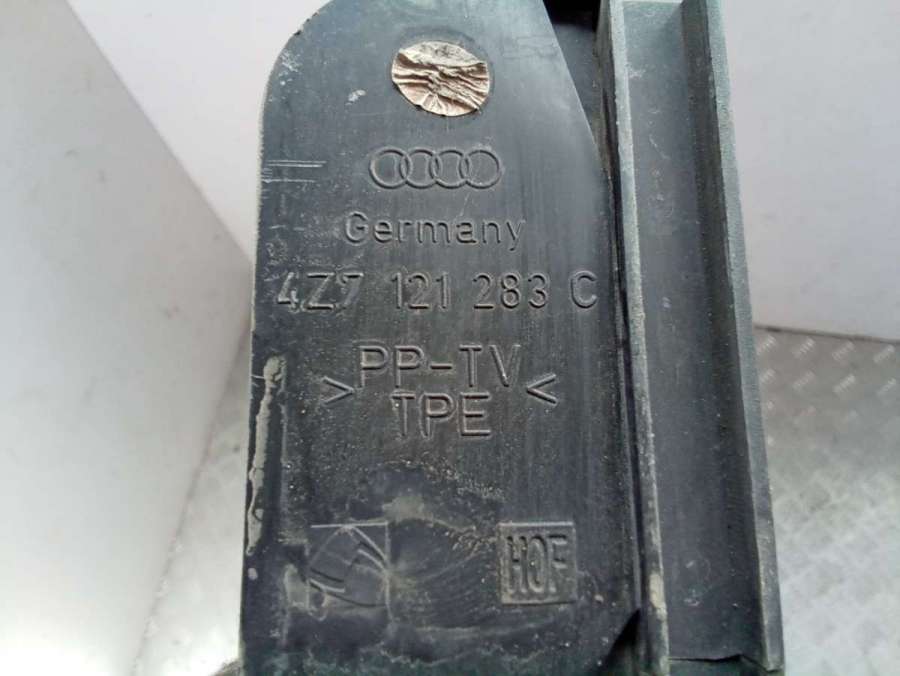 Germany
4Z7 121 283 C
PP-TV
> TPE <
HOF